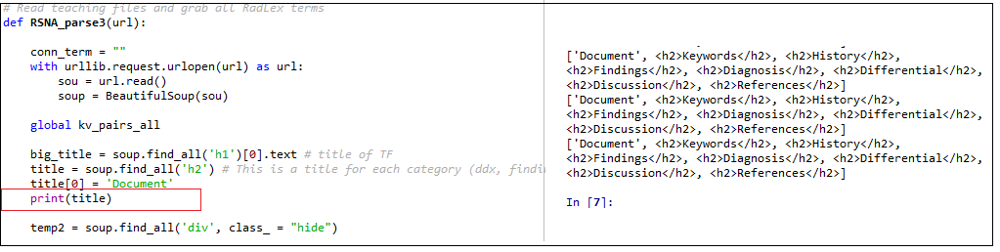 # Read teaching files and grab all RadLex terms
def RSNA_parse3(url):
conn_term = ""
with urllib.request.urlopen(url) as url:
sou = url.read()
soup = BeautifulSoup(sou)
global kv_pairs_all
big_title = soup.find_all('h1')[0].text # title of TF
title = soup.find_all('h2') # This is a title for each category (ddx, findi
title[0] = 'Document'
print(title)
temp2 = soup.find_all('div', class_ = "hide")
['Document', <h2>Keywords</h2>, <h2>History</h2>,
<h2>Findings</h2>, <h2>Diagnosis</h2>, <h2>Differential</h2>,
<h2>Discussion</h2>, <h2>References</h2>]
['Document', <h2>Keywords</h2>, <h2>History</h2>,
<h2>Findings</h2>, <h2>Diagnosis</h2>, <h2>Differential</h2>,
<h2>Discussion</h2>, <h2>References</h2>]
['Document', <h2>Keywords</h2>, <h2>History</h2>,
<h2>Findings</h2>, <h2>Diagnosis</h2>, <h2>Differential</h2>,
<h2>Discussion</h2>, <h2>References</h2>]
In [7]: